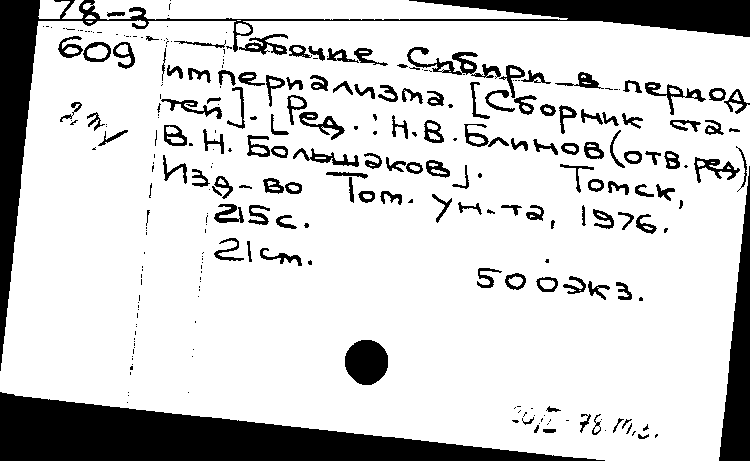 78-3
609
Рабочие Сибири в период
империализма. [Сборник ста-
тей]. [Ред.: Н.В.Блинов (отв.ред)
В.Н. Большаков]. Томск,
Изд-во Том. ун-та, 1976.
215с.
21см.
500экз.